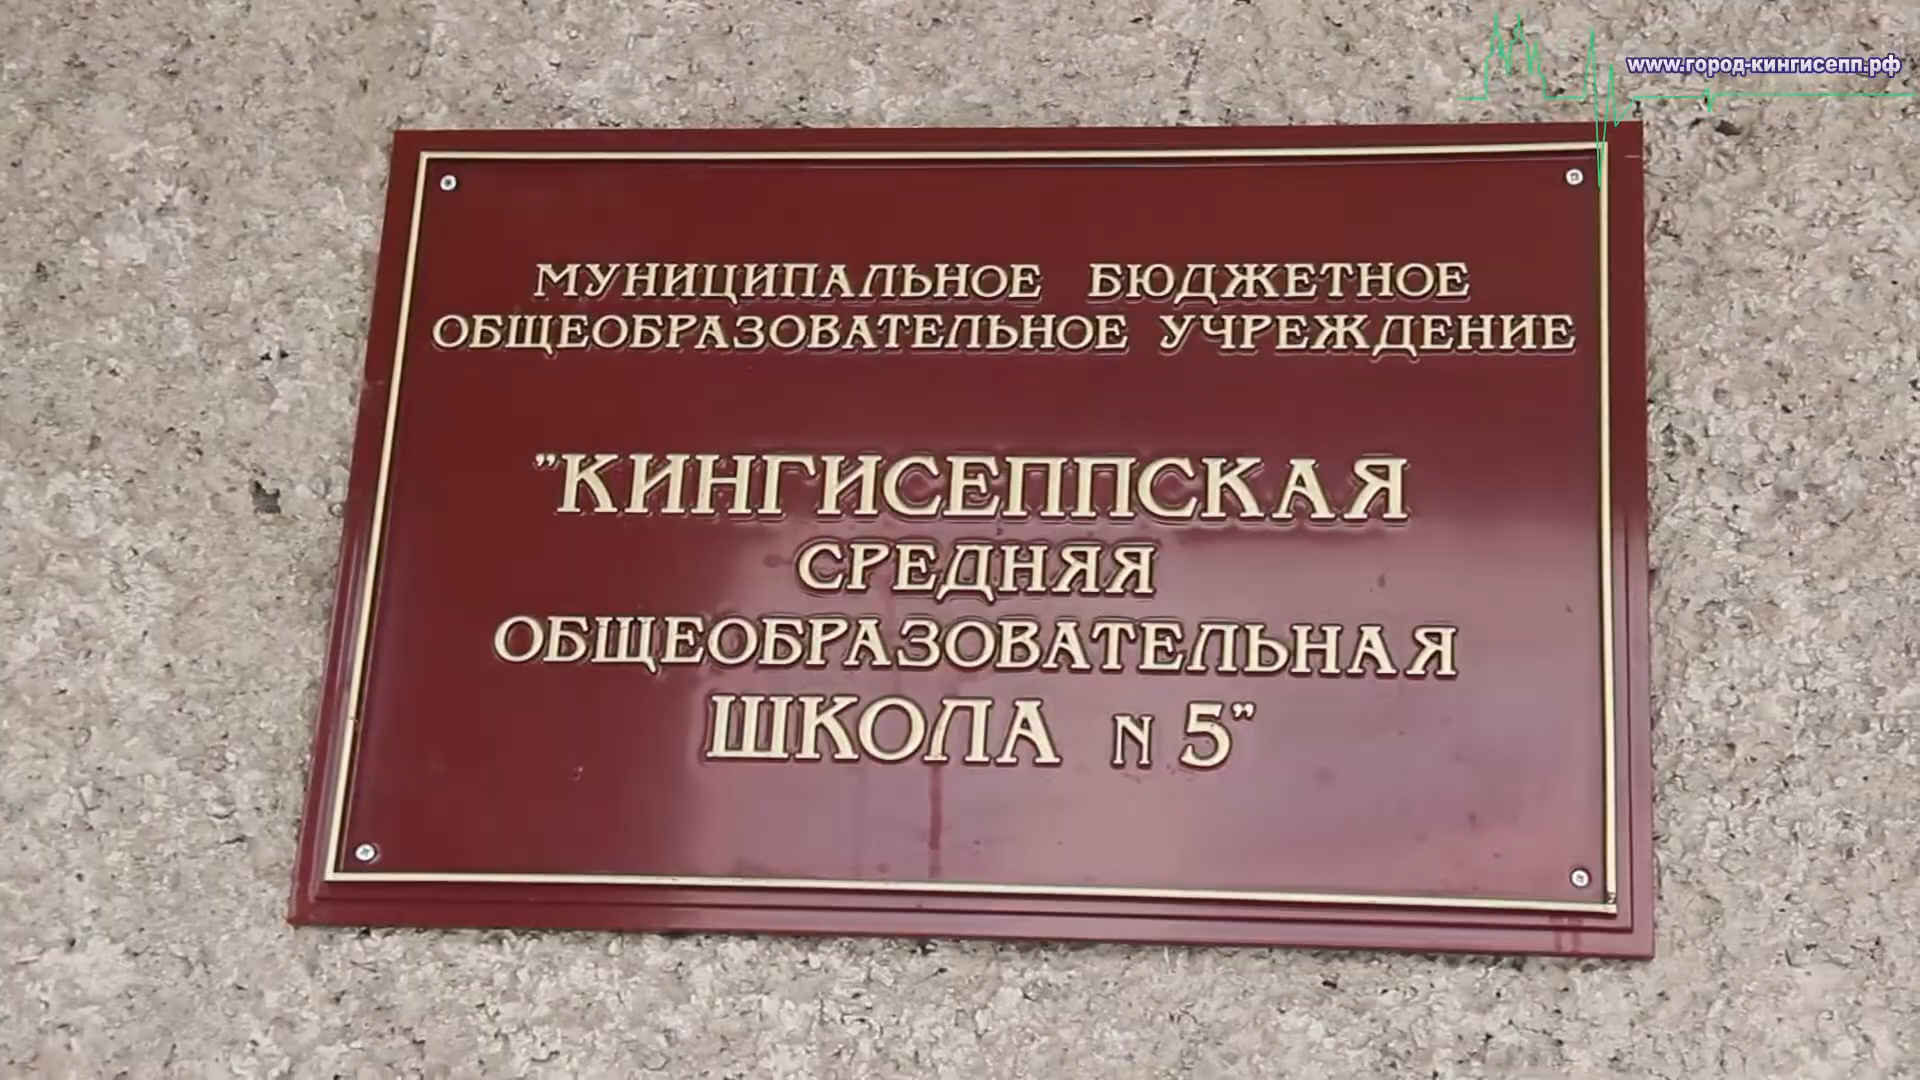 www.город-кингисепп.рф
МУНИЦИПАЛЬНОЕ БЮДЖЕТНОЕ
ОБЩЕОБРАЗОВАТЕЛЬНОЕ УЧРЕЖДЕНИЕ
"КИНГИСЕППСКАЯ
СРЕДНЯЯ
ОБЩЕОБРАЗОВАТЕЛЬНАЯ
ШКОЛА N 5"